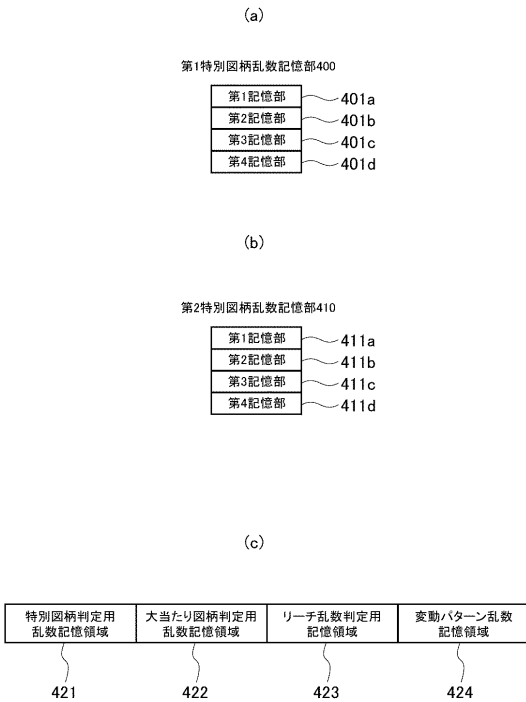 (a)
第1特別図柄乱数記憶部400
第1記憶部 401a
第2記憶部 401b
第3記憶部 401c
第4記憶部 401d
(b)
第2特別図柄乱数記憶部410
第1記憶部 411a
第2記憶部 411b
第3記憶部 411c
第4記憶部 411d
(c)
特別図柄判定用 大当たり図柄判定用 リーチ乱数判定用 変動パターン乱数
乱数記憶領域 乱数記憶領域 記憶領域 記憶領域
421 422 423 424